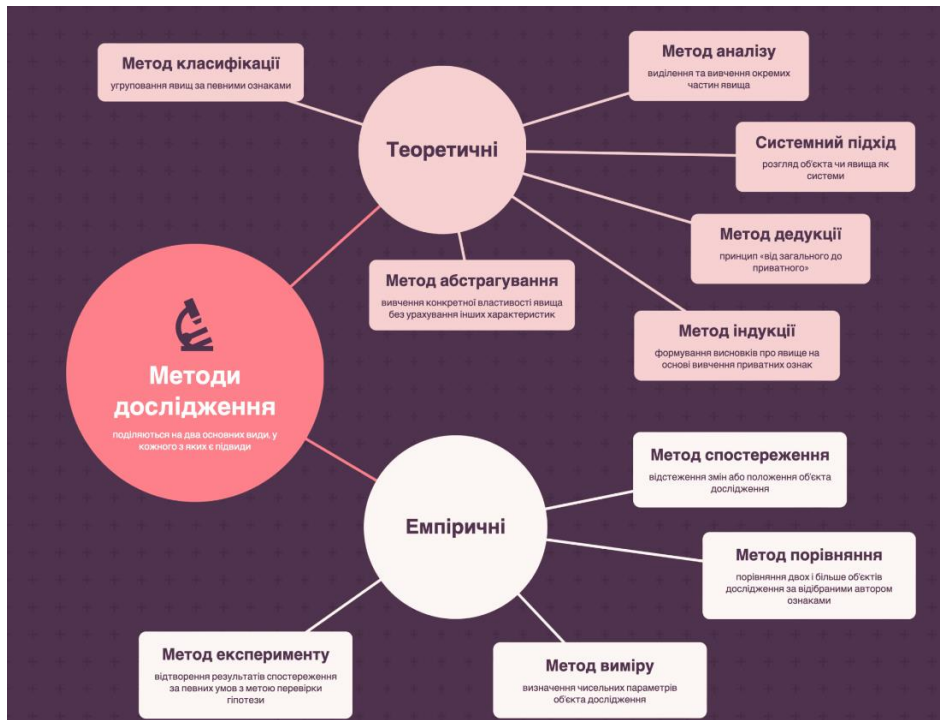 Метод класифікації
угруповання явищ за певними ознаками
Метод аналізу
виділення та вивчення окремих
частин явища
Теоретичні
Системний підхід
розгляд об'єкта чи явища як
системи
Метод дедукції
принцип «від загального до
приватного»
Метод абстрагування
вивчення конкретної властивості явища
без урахування інших характеристик
Метод індукції
формування висновків про явище на
основі вивчення приватних ознак
Методи
дослідження
поділяються на два основних види, у
кожного з яких є підвиди
Метод спостереження
відстеження змін або положення об'єкта
дослідження
Емпіричні
Метод порівняння
порівняння двох і більше об'єктів
дослідження за відібраними автором
ознаками
Метод експерименту
відтворення результатів спостереження
за певних умов з метою перевірки
гіпотези
Метод виміру
визначення чисельних параметрів
об'єкта дослідження